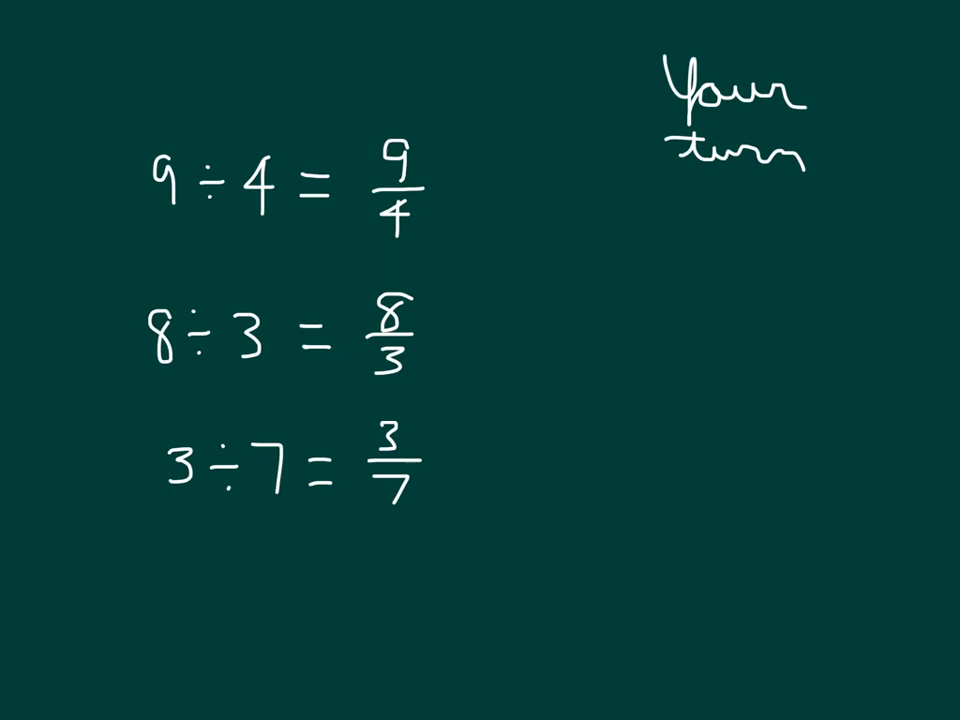 Your
turn
9 ÷ 4 = 9/4
8 ÷ 3 = 8/3
3 ÷ 7 = 3/7